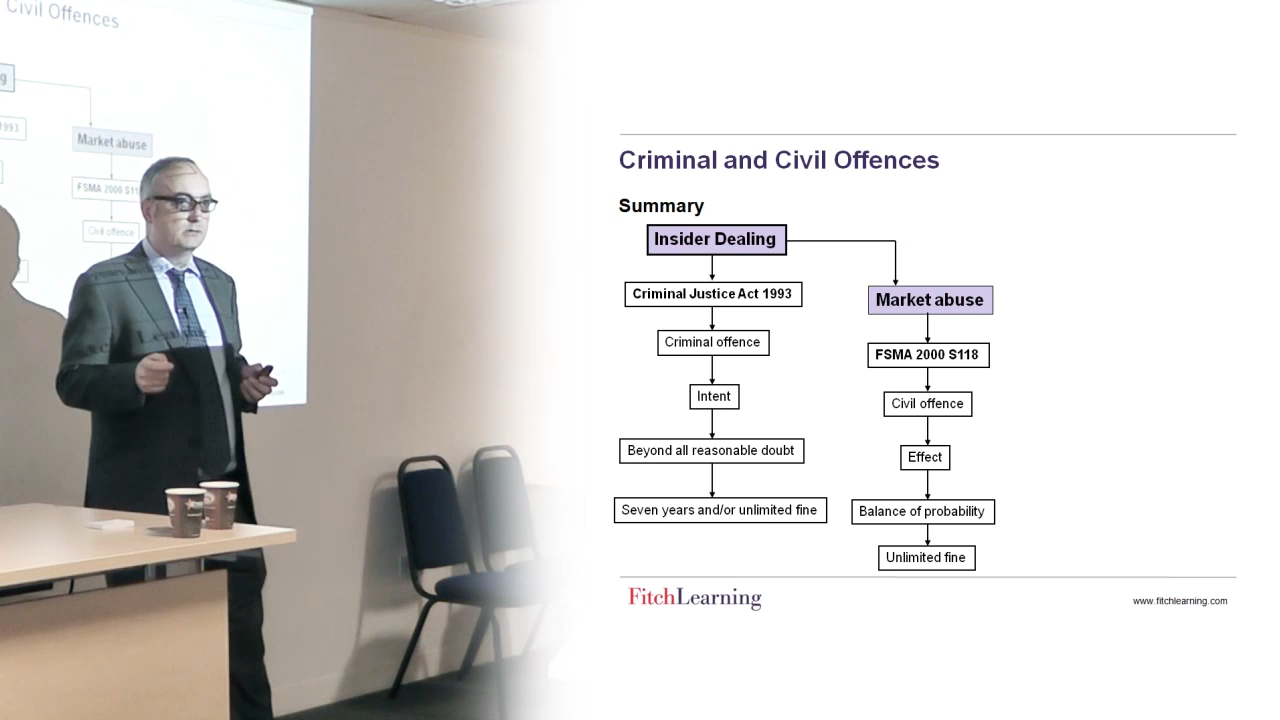 Civil Offences
g
1993
Market abuse
FSMA 2000 S11
Civil offence
Criminal and Civil Offences
Summary
Insider Dealing
Criminal Justice Act 1993
Market abuse
Criminal offence
FSMA 2000 S118
Intent
Civil offence
Beyond all reasonable doubt
Effect
Seven years and/or unlimited fine
Balance of probability
Unlimited fine
FitchLearning
www.fitchlearning.com